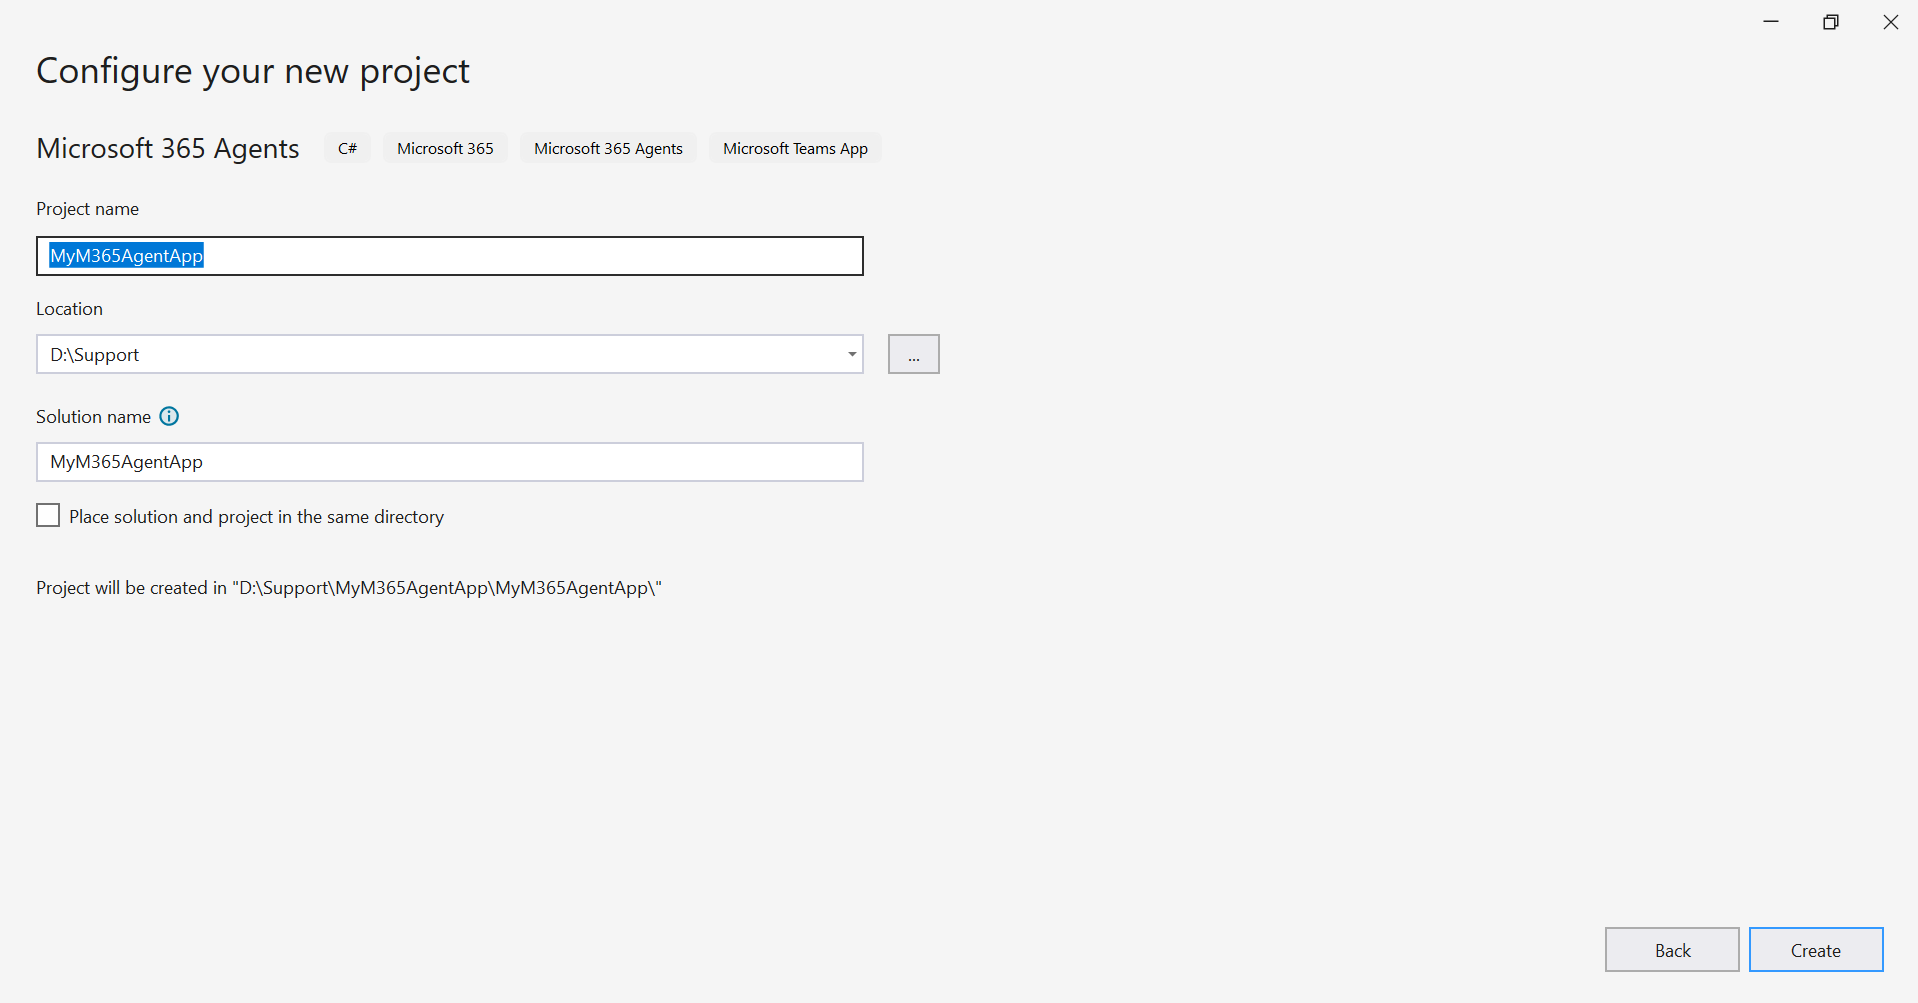 Configure your new project
Microsoft 365 Agents C# Microsoft 365 Microsoft 365 Agents Microsoft Teams App
Project name
MyM365AgentApp
Location
D:\Support
...
Solution name
MyM365AgentApp
Place solution and project in the same directory
Project will be created in "D:\Support\MyM365AgentApp\MyM365AgentApp\"
Back Create